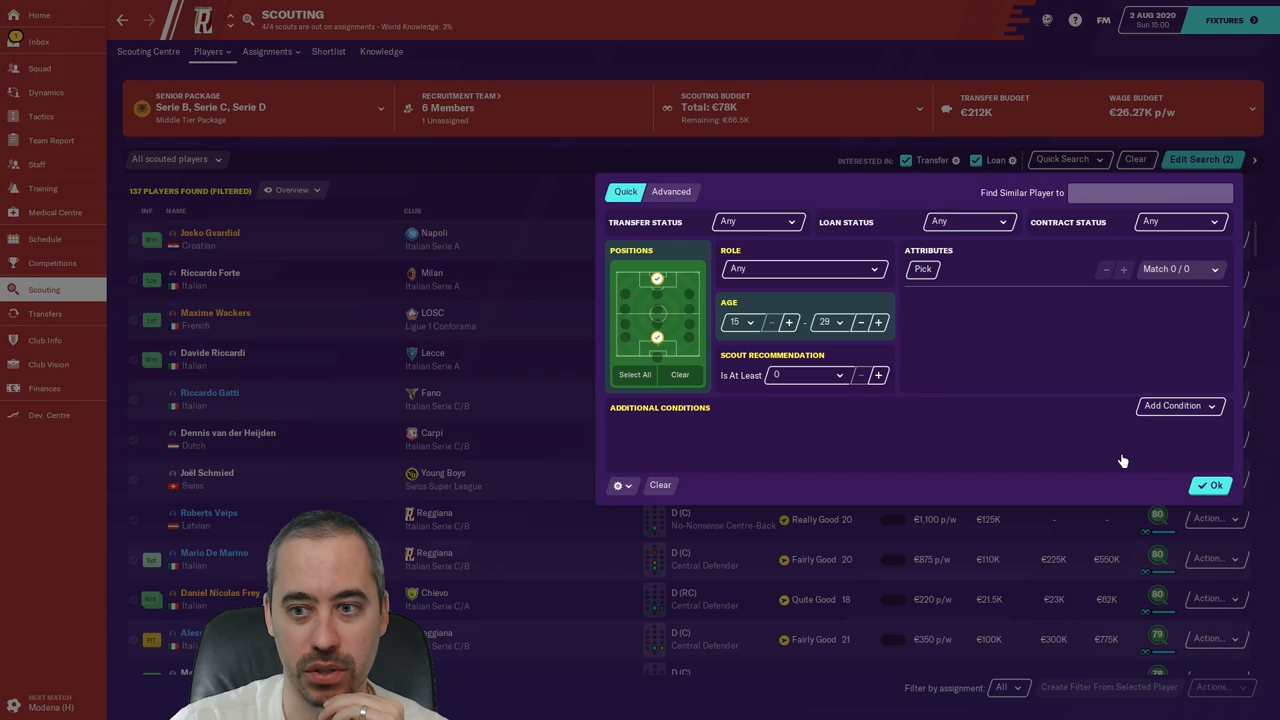 Home
SCOUTING
4/4 scouts are out on assignments - World Knowledge: 3%
FM
2 AUG 2020
Sun 15:00
FIXTURES
1
Inbox
Squad
Dynamics
Tactics
Team Report
Staff
Training
Medical Centre
Schedule
Competitions
Scouting
Transfers
Club Info
Club Vision
Finances
Dev. Centre
NEXT MATCH
Modena (H)
Scouting Centre Players Assignments Shortlist Knowledge
SENIOR PACKAGE
Serie B, Serie C, Serie D
Middle Tier Package
RECRUITMENT TEAM >
6 Members
1 Unassigned
SCOUTING BUDGET
Total: €78K
Remaining: €66.5K
TRANSFER BUDGET
€212K
WAGE BUDGET
€26.27K p/w
All scouted players
INTERESTED IN: Transfer Loan Quick Search Clear Edit Search (2)
137 PLAYERS FOUND (FILTERED) Overview
INF NAME CLUB
Wnt Josko Gvardiol Napoli
Croatian Italian Serie A
Riccardo Forte Milan
Italian Italian Serie A
Maxime Wackers LOSC
French Ligue 1 Conforama
Wnt Davide Riccardi Lecce
Italian Italian Serie A
Riccardo Gatti Fano
Italian Italian Serie C/B
Dennis van der Heijden Carpi
Dutch Italian Serie C/B
Joël Schmied Young Boys
Swiss Swiss Super League
Roberts Veips Reggiana D (C) Really Good 20 €1,100 p/w €125K - - 80 Action...
Latvian Italian Serie C/B No-Nonsense Centre-Back
Mario De Marino Reggiana D (C) Fairly Good 20 €875 p/w €110K €225K €550K 80 Action...
Italian Italian Serie C/B Central Defender
Wnt Daniel Nicolas Frey Chievo D (RC) Quite Good 18 €220 p/w €21.5K €23K €62K 80 Action...
Italian Serie C/A Central Defender
Reggiana D (C) Fairly Good 21 €350 p/w €100K €300K €775K 79 Action...
Italian Serie C/B Central Defender
Quick Advanced Find Similar Player to
TRANSFER STATUS Any LOAN STATUS Any CONTRACT STATUS Any
POSITIONS
Select All Clear
ROLE
Any
AGE
15 - + - 29 - +
SCOUT RECOMMENDATION
Is At Least 0 - +
ATTRIBUTES
Pick - + Match 0 / 0
ADDITIONAL CONDITIONS Add Condition
Clear Ok
Filter by assignment: All Create Filter From Selected Player Actions...